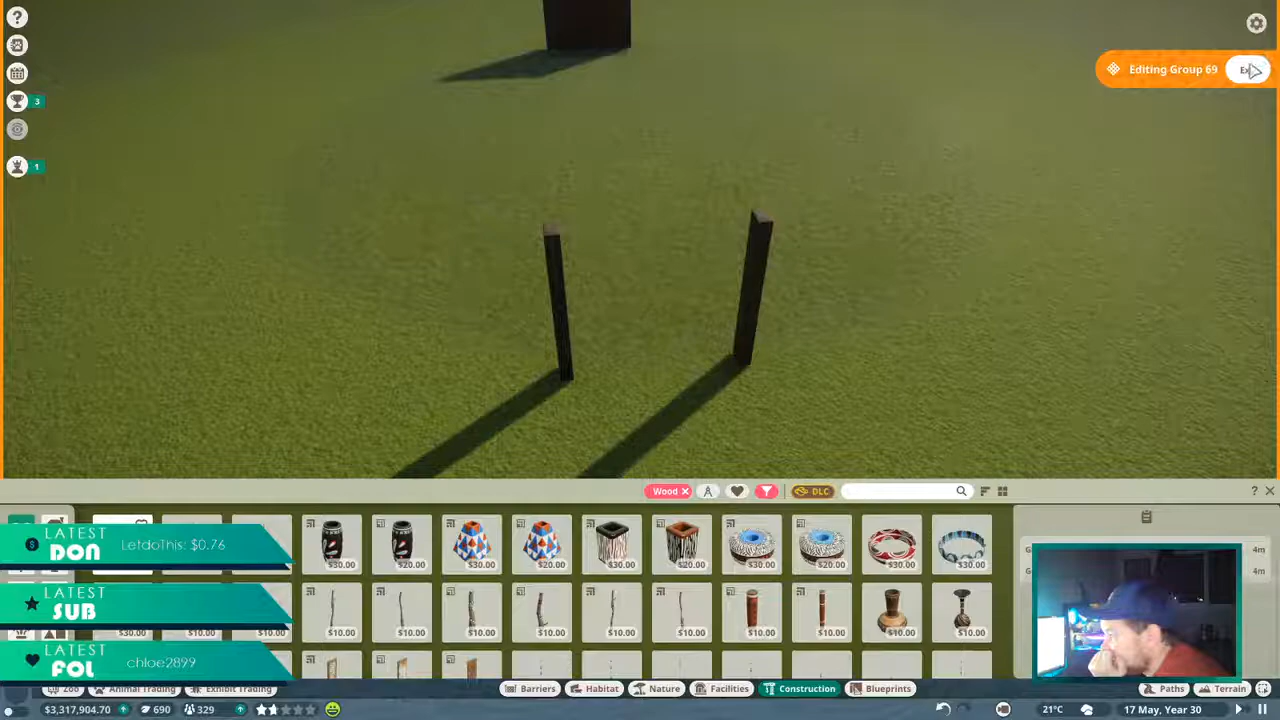 ?
3
1
Editing Group 69
Wood ×
DLC
? ×
$30.00 $20.00 $30.00 $20.00 $30.00 $20.00 $30.00 $20.00 $30.00 $30.00
$30.00 $10.00 $10.00 $10.00 $10.00 $10.00 $10.00 $10.00 $10.00 $10.00 $10.00 $10.00 $10.00
4m
4m
LATEST
DON
LetdoThis: $0.76
LATEST
SUB
LATEST
FOL
chloe2899
Zoo Animal Trading Exhibit Trading Barriers Habitat Nature Facilities Construction Blueprints Paths Terrain
$3,317,904.70 690 329 21°C 17 May, Year 30